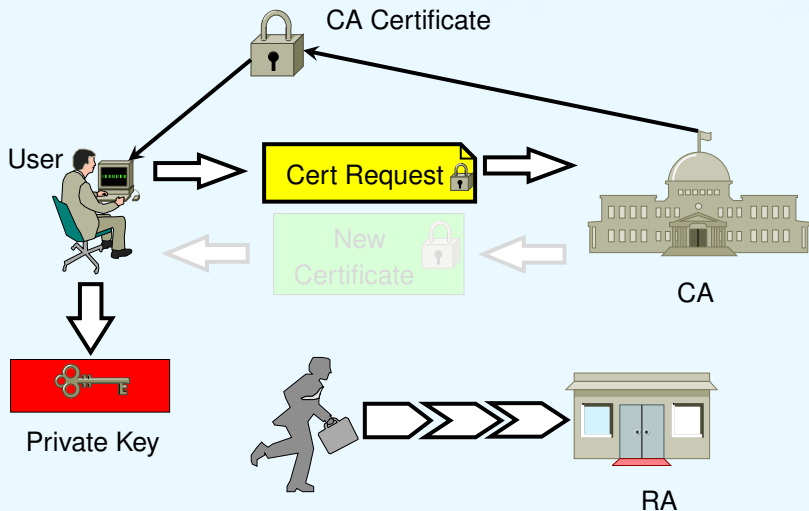 CA Certificate
User
Cert Request
New
Certificate
CA
Private Key
RA